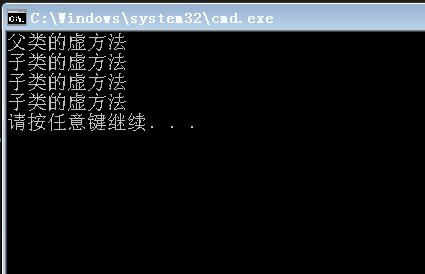 C:\Windows\system32\cmd.exe
父类的虚方法
子类的虚方法
子类的虚方法
子类的虚方法
请按任意键继续. . .